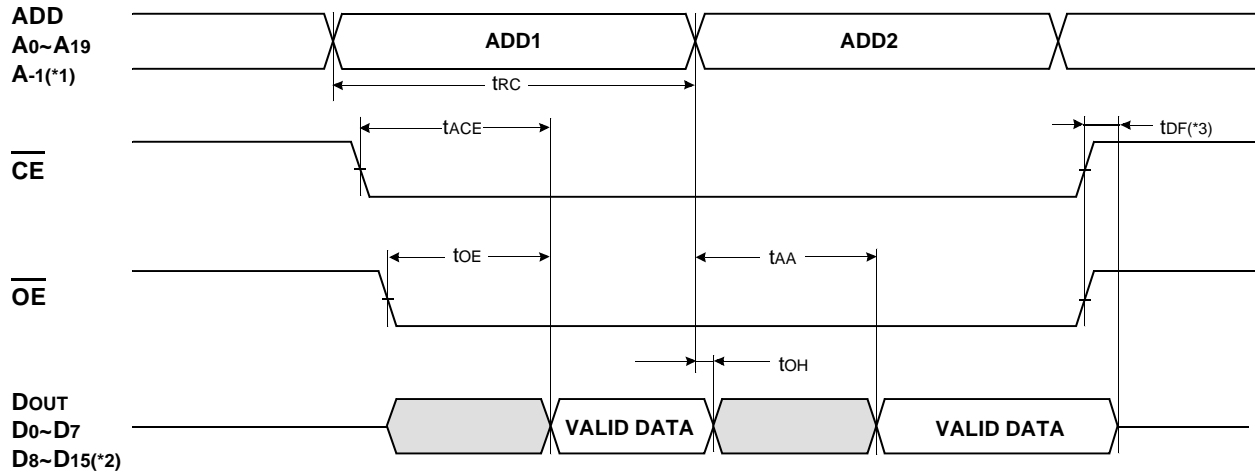 ADD
A0~A19
A-1(*1)
ADD1
ADD2
tRC
tACE
tDF(*3)
CE
tOE
tAA
OE
tOH
DOUT
D0~D7
D8~D15(*2)
VALID DATA
VALID DATA